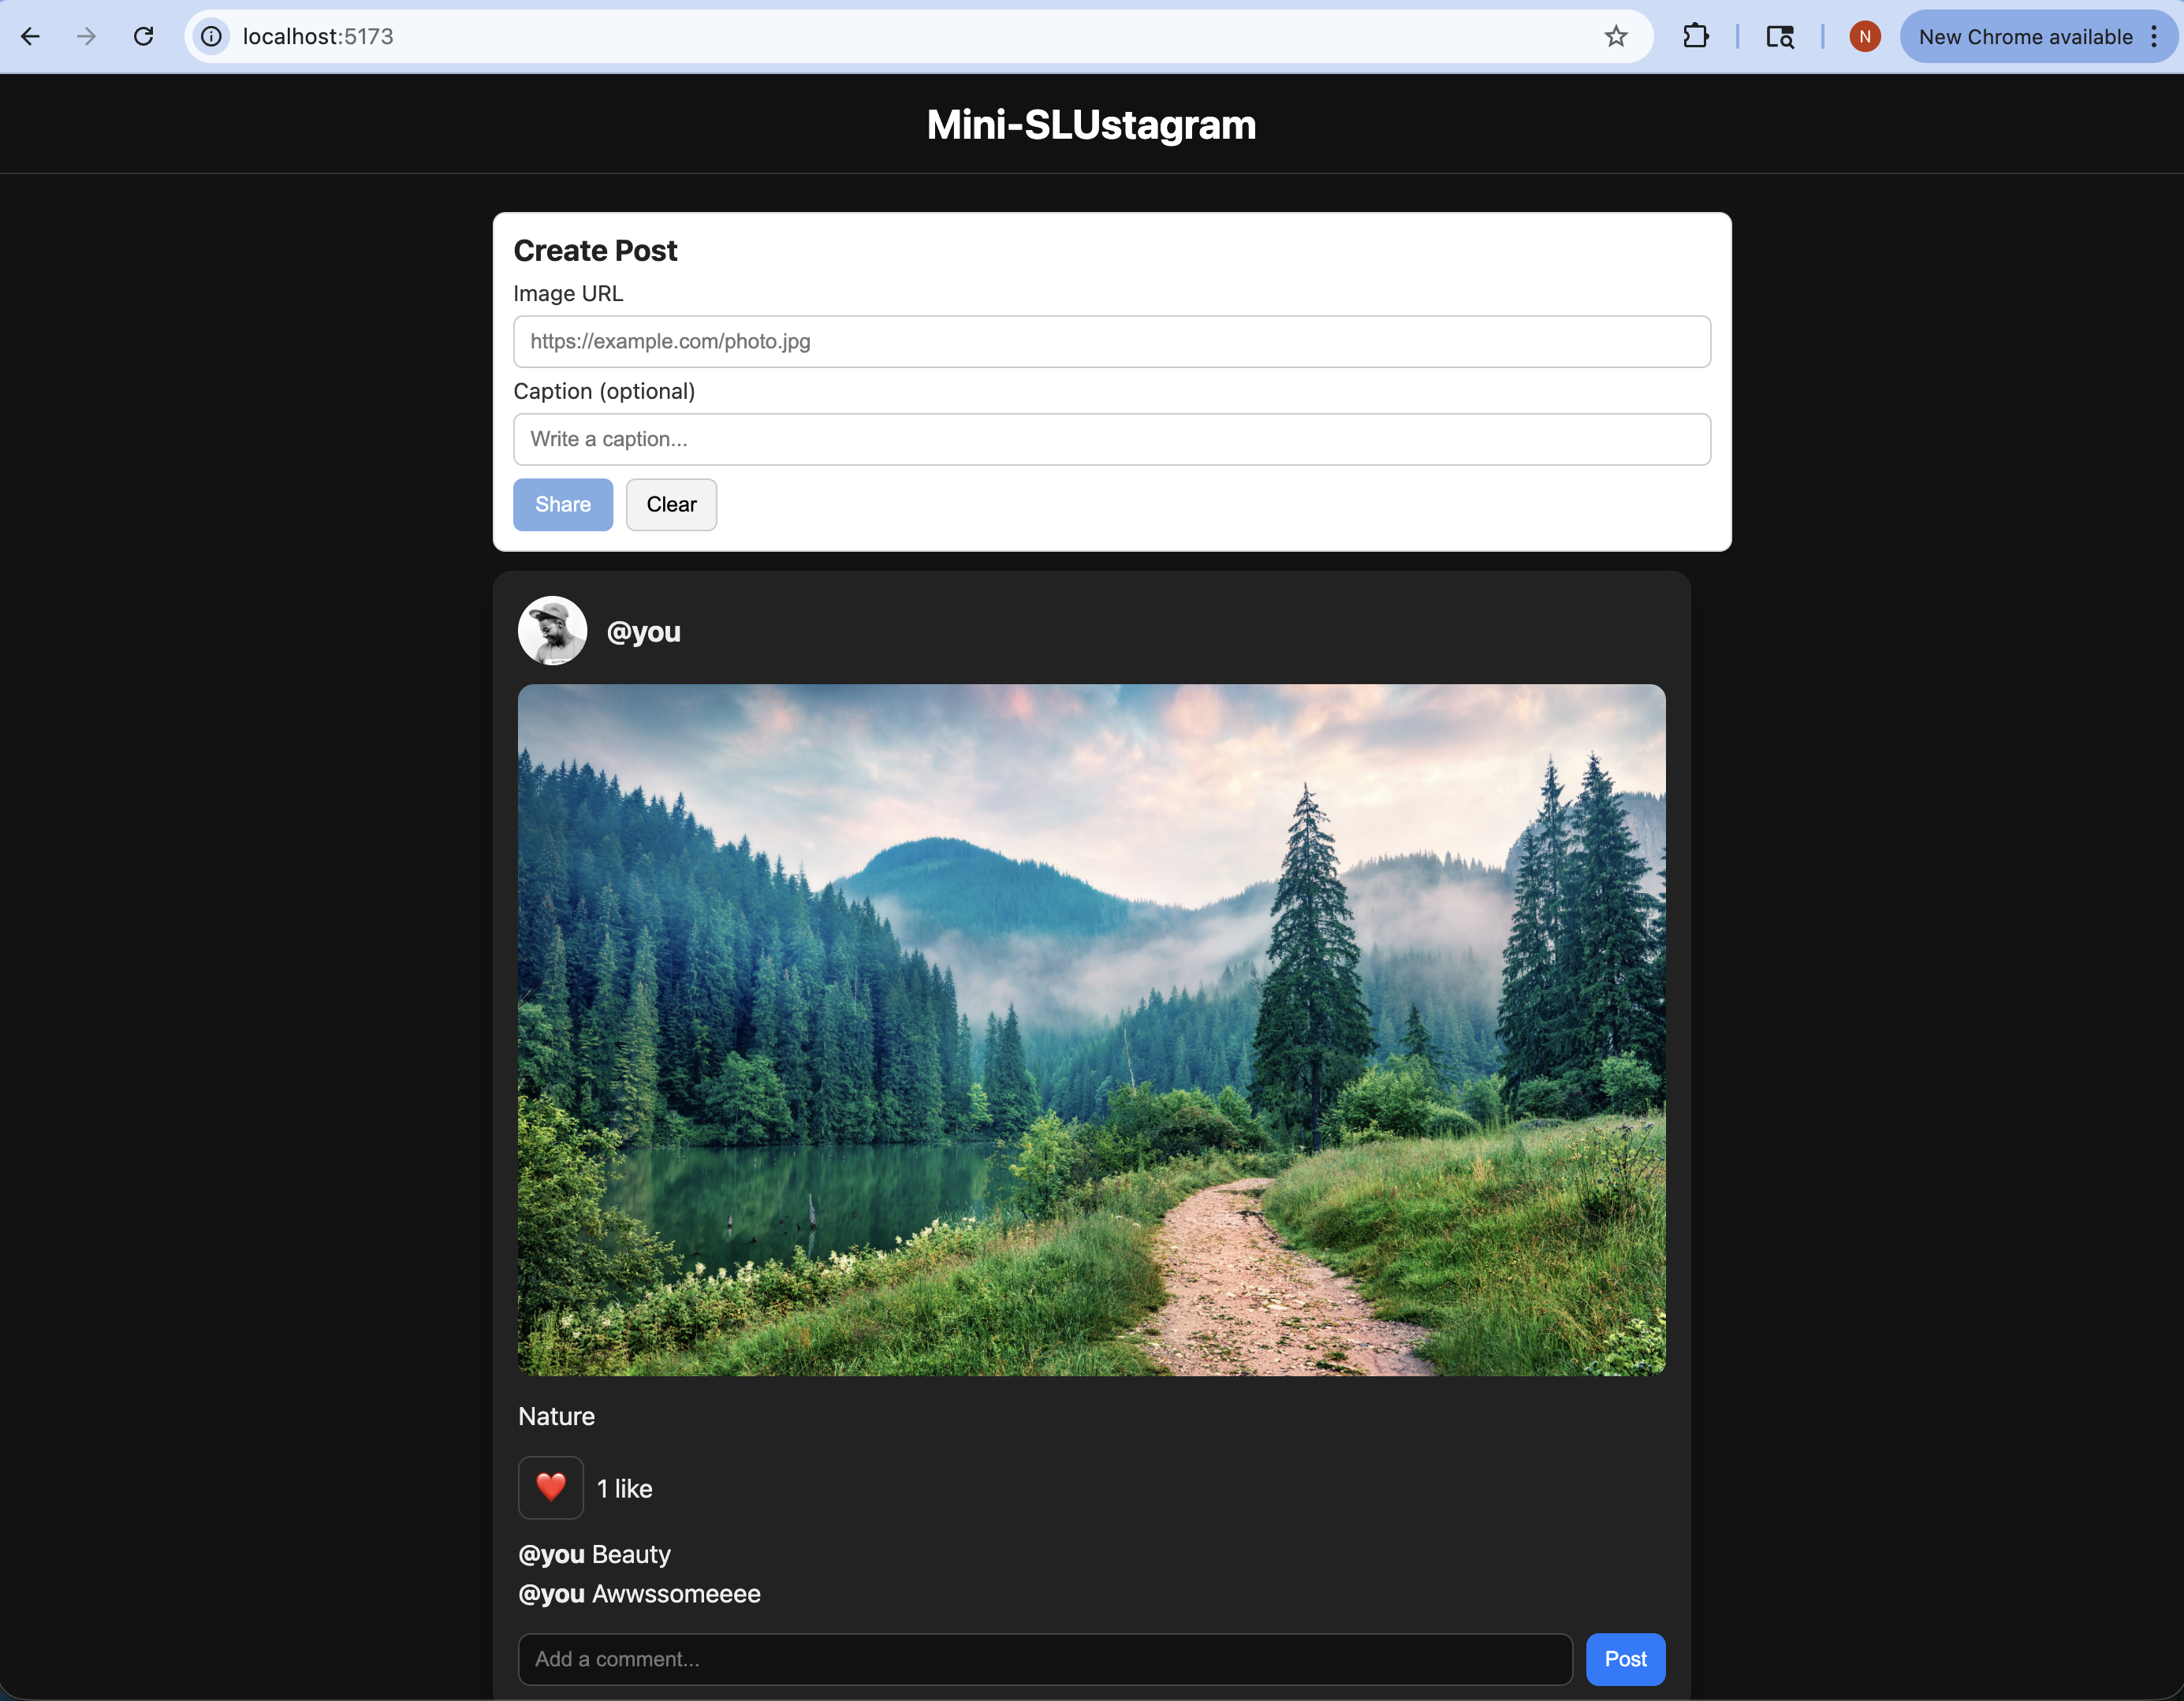 localhost:5173
N
New Chrome available
Mini-SLUstagram
Create Post
Image URL
https://example.com/photo.jpg
Caption (optional)
Write a caption...
Share Clear
@you
Nature
1 like
@you Beauty
@you Awwssomeeee
Add a comment...
Post